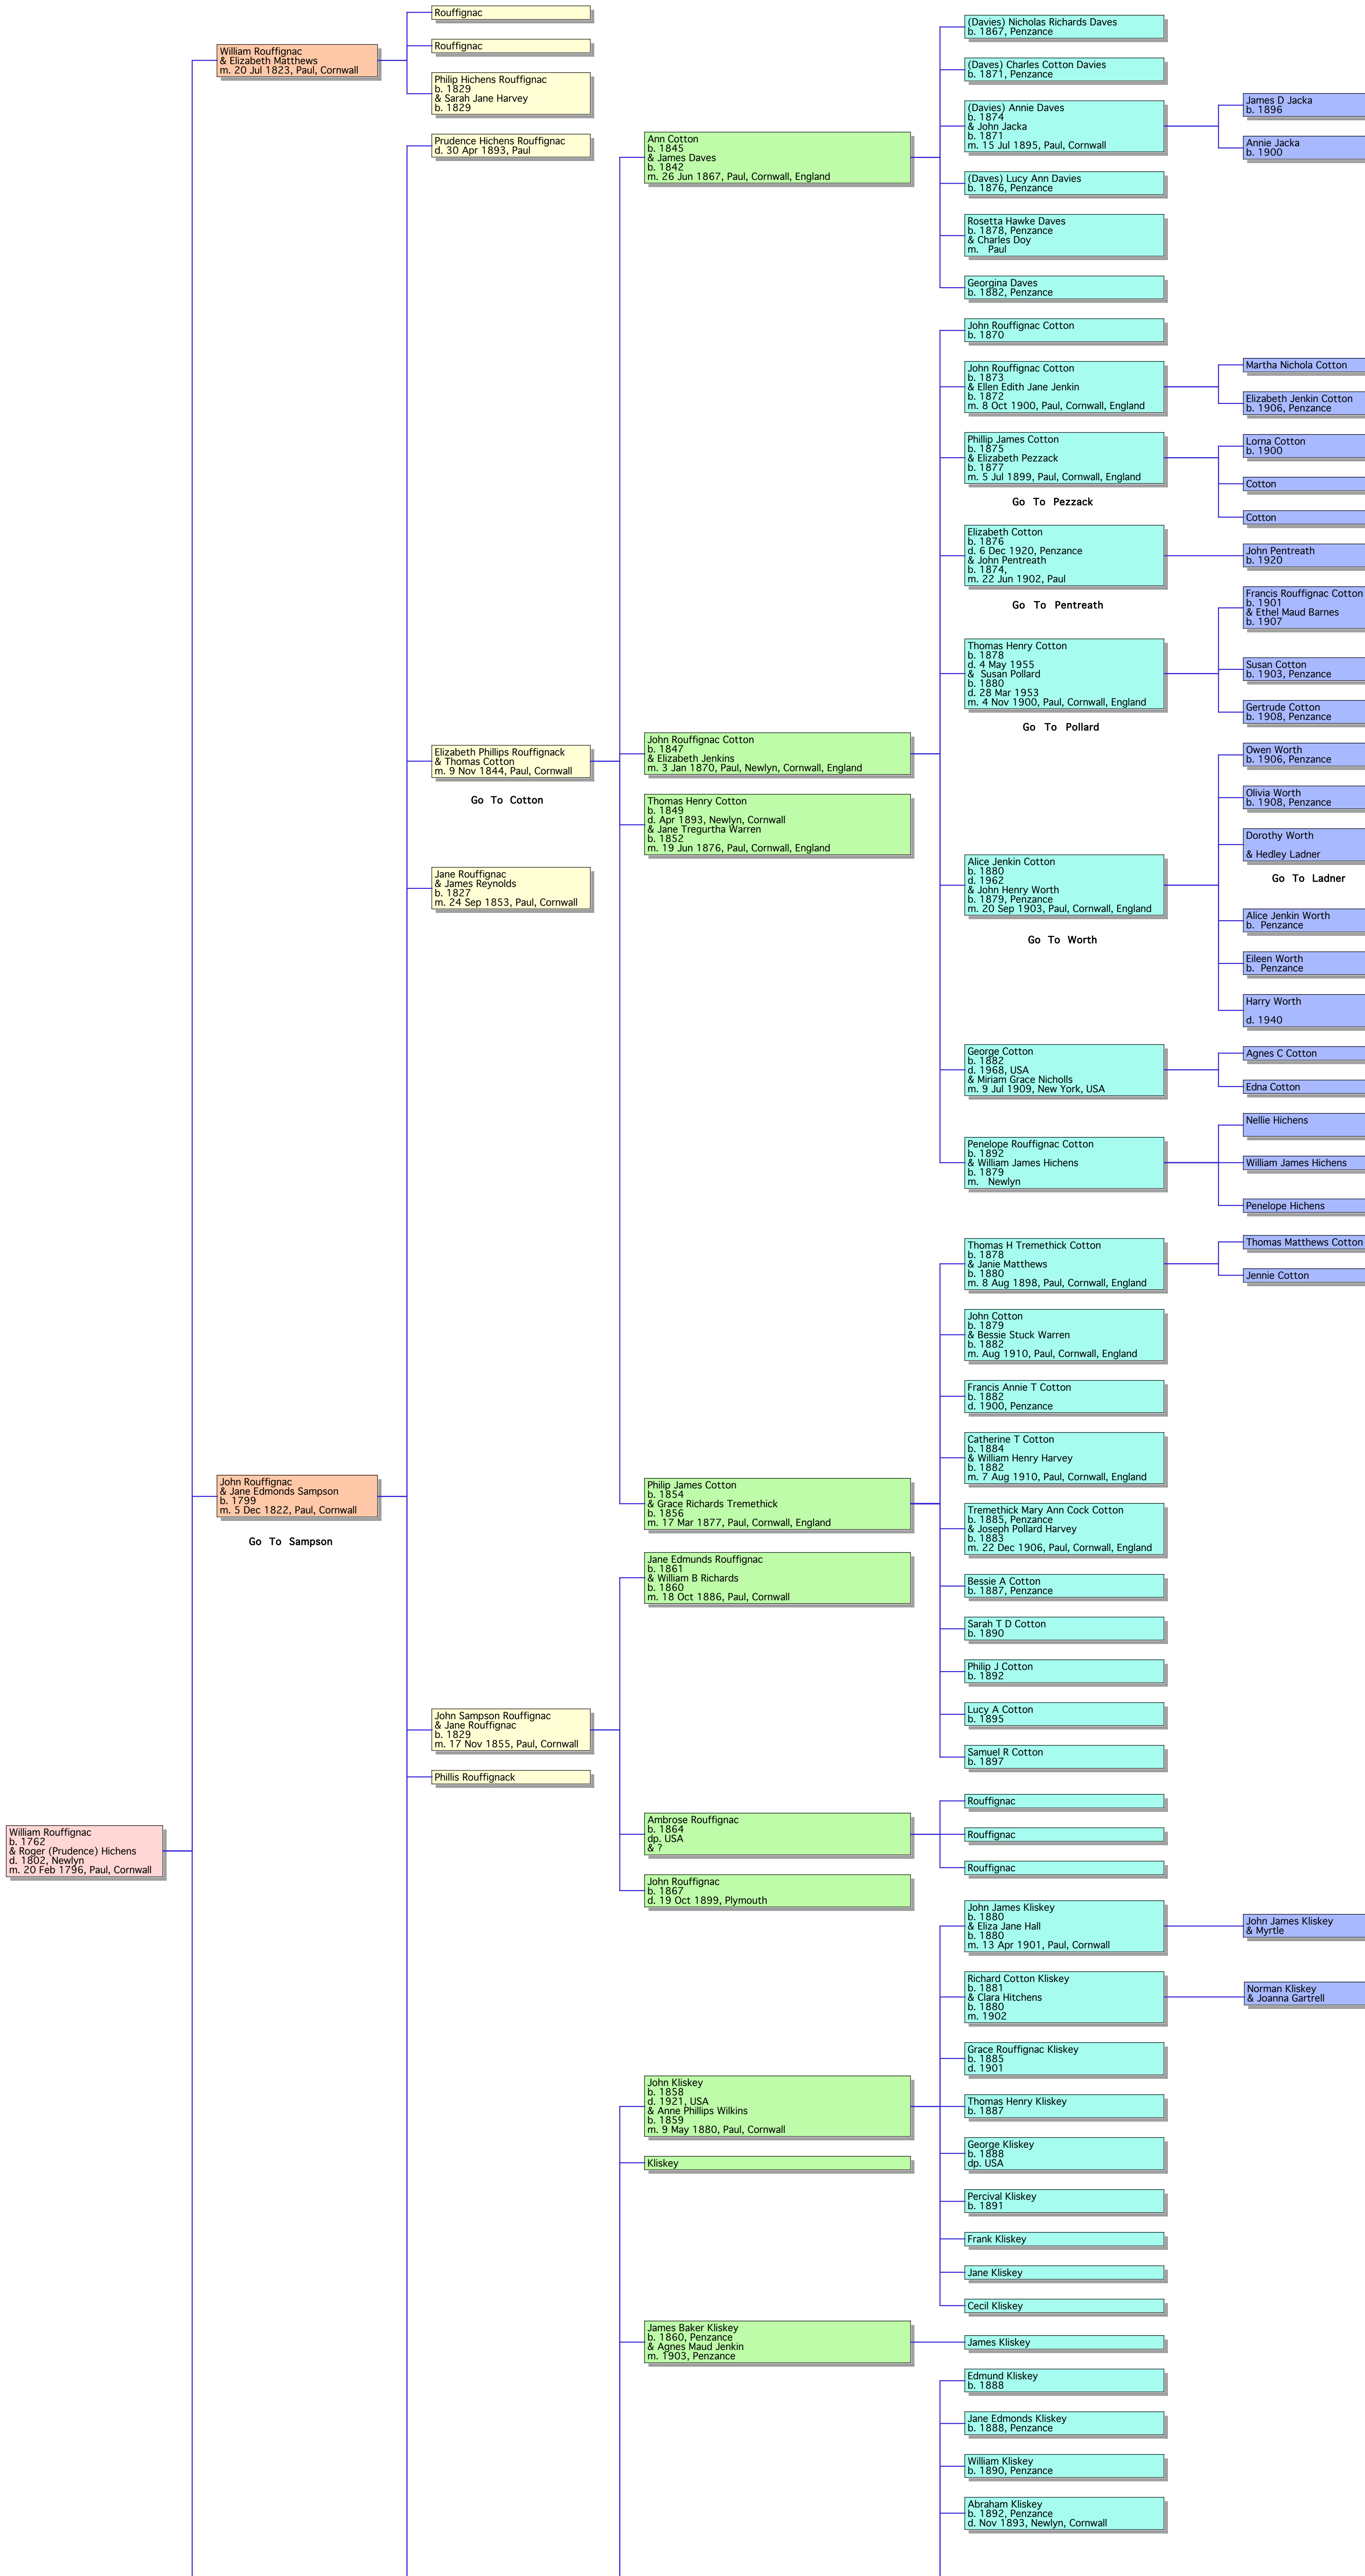 William Rouffignac
b. 1762
& Roger (Prudence) Hichens
d. 1802, Newlyn
m. 20 Feb 1796, Paul, Cornwall
William Rouffignac
& Elizabeth Matthews
m. 20 Jul 1823, Paul, Cornwall
John Rouffignac
& Jane Edmonds Sampson
b. 1799
m. 5 Dec 1822, Paul, Cornwall
Go To Sampson
Rouffignac
Rouffignac
Philip Hichens Rouffignac
b. 1829
& Sarah Jane Harvey
b. 1829
Prudence Hichens Rouffignac
d. 30 Apr 1893, Paul
Elizabeth Phillips Rouffignack
& Thomas Cotton
m. 9 Nov 1844, Paul, Cornwall
Go To Cotton
Jane Rouffignac
& James Reynolds
b. 1827
m. 24 Sep 1853, Paul, Cornwall
John Sampson Rouffignac
& Jane Rouffignac
b. 1829
m. 17 Nov 1855, Paul, Cornwall
Phillis Rouffignack
Ann Cotton
b. 1845
& James Daves
b. 1842
m. 26 Jun 1867, Paul, Cornwall, England
John Rouffignac Cotton
b. 1847
& Elizabeth Jenkins
m. 3 Jan 1870, Paul, Newlyn, Cornwall, England
Thomas Henry Cotton
b. 1849
d. Apr 1893, Newlyn, Cornwall
& Jane Tregurtha Warren
b. 1852
m. 19 Jun 1876, Paul, Cornwall, England
Philip James Cotton
b. 1854
& Grace Richards Tremethick
b. 1856
m. 17 Mar 1877, Paul, Cornwall, England
Jane Edmunds Rouffignac
b. 1861
& William B Richards
b. 1860
m. 18 Oct 1886, Paul, Cornwall
Ambrose Rouffignac
b. 1864
dp. USA
& ?
John Rouffignac
b. 1867
d. 19 Oct 1899, Plymouth
John Kliskey
b. 1858
d. 1921, USA
& Anne Phillips Wilkins
b. 1859
m. 9 May 1880, Paul, Cornwall
Kliskey
James Baker Kliskey
b. 1860, Penzance
& Agnes Maud Jenkin
m. 1903, Penzance
(Davies) Nicholas Richards Daves
b. 1867, Penzance
(Daves) Charles Cotton Davies
b. 1871, Penzance
(Davies) Annie Daves
b. 1874
& John Jacka
b. 1871
m. 15 Jul 1895, Paul, Cornwall
(Daves) Lucy Ann Davies
b. 1876, Penzance
Rosetta Hawke Daves
b. 1878, Penzance
& Charles Doy
m. Paul
Georgina Daves
b. 1882, Penzance
John Rouffignac Cotton
b. 1870
John Rouffignac Cotton
b. 1873
& Ellen Edith Jane Jenkin
b. 1872
m. 8 Oct 1900, Paul, Cornwall, England
Phillip James Cotton
b. 1875
& Elizabeth Pezzack
b. 1877
m. 5 Jul 1899, Paul, Cornwall, England
Go To Pezzack
Elizabeth Cotton
b. 1876
d. 6 Dec 1920, Penzance
& John Pentreath
b. 1874,
m. 22 Jun 1902, Paul
Go To Pentreath
Thomas Henry Cotton
b. 1878
d. 4 May 1955
& Susan Pollard
b. 1880
d. 28 Mar 1953
m. 4 Nov 1900, Paul, Cornwall, England
Go To Pollard
Alice Jenkin Cotton
b. 1880
d. 1962
& John Henry Worth
b. 1879, Penzance
m. 20 Sep 1903, Paul, Cornwall, England
Go To Worth
George Cotton
b. 1882
d. 1968, USA
& Miriam Grace Nicholls
m. 9 Jul 1909, New York, USA
Penelope Rouffignac Cotton
b. 1892
& William James Hichens
b. 1879
m. Newlyn
Thomas H Tremethick Cotton
b. 1878
& Janie Matthews
b. 1880
m. 8 Aug 1898, Paul, Cornwall, England
John Cotton
b. 1879
& Bessie Stuck Warren
b. 1882
m. Aug 1910, Paul, Cornwall, England
Francis Annie T Cotton
b. 1882
d. 1900, Penzance
Catherine T Cotton
b. 1884
& William Henry Harvey
b. 1882
m. 7 Aug 1910, Paul, Cornwall, England
Tremethick Mary Ann Cock Cotton
b. 1885, Penzance
& Joseph Pollard Harvey
b. 1883
m. 22 Dec 1906, Paul, Cornwall, England
Bessie A Cotton
b. 1887, Penzance
Sarah T D Cotton
b. 1890
Philip J Cotton
b. 1892
Lucy A Cotton
b. 1895
Samuel R Cotton
b. 1897
Rouffignac
Rouffignac
Rouffignac
John James Kliskey
b. 1880
& Eliza Jane Hall
b. 1880
m. 13 Apr 1901, Paul, Cornwall
Richard Cotton Kliskey
b. 1881
& Clara Hitchens
b. 1880
m. 1902
Grace Rouffignac Kliskey
b. 1885
d. 1901
Thomas Henry Kliskey
b. 1887
George Kliskey
b. 1888
dp. USA
Percival Kliskey
b. 1891
Frank Kliskey
Jane Kliskey
Cecil Kliskey
James Kliskey
Edmund Kliskey
b. 1888
Jane Edmonds Kliskey
b. 1888, Penzance
William Kliskey
b. 1890, Penzance
Abraham Kliskey
b. 1892, Penzance
d. Nov 1893, Newlyn, Cornwall
James D Jacka
b. 1896
Annie Jacka
b. 1900
Martha Nichola Cotton
Elizabeth Jenkin Cotton
b. 1906, Penzance
Lorna Cotton
b. 1900
Cotton
Cotton
John Pentreath
b. 1920
Francis Rouffignac Cotton
b. 1901
& Ethel Maud Barnes
b. 1907
Susan Cotton
b. 1903, Penzance
Gertrude Cotton
b. 1908, Penzance
Owen Worth
b. 1906, Penzance
Olivia Worth
b. 1908, Penzance
Dorothy Worth
& Hedley Ladner
Go To Ladner
Alice Jenkin Worth
b. Penzance
Eileen Worth
b. Penzance
Harry Worth
d. 1940
Agnes C Cotton
Edna Cotton
Nellie Hichens
William James Hichens
Penelope Hichens
Thomas Matthews Cotton
Jennie Cotton
John James Kliskey
& Myrtle
Norman Kliskey
& Joanna Gartrell